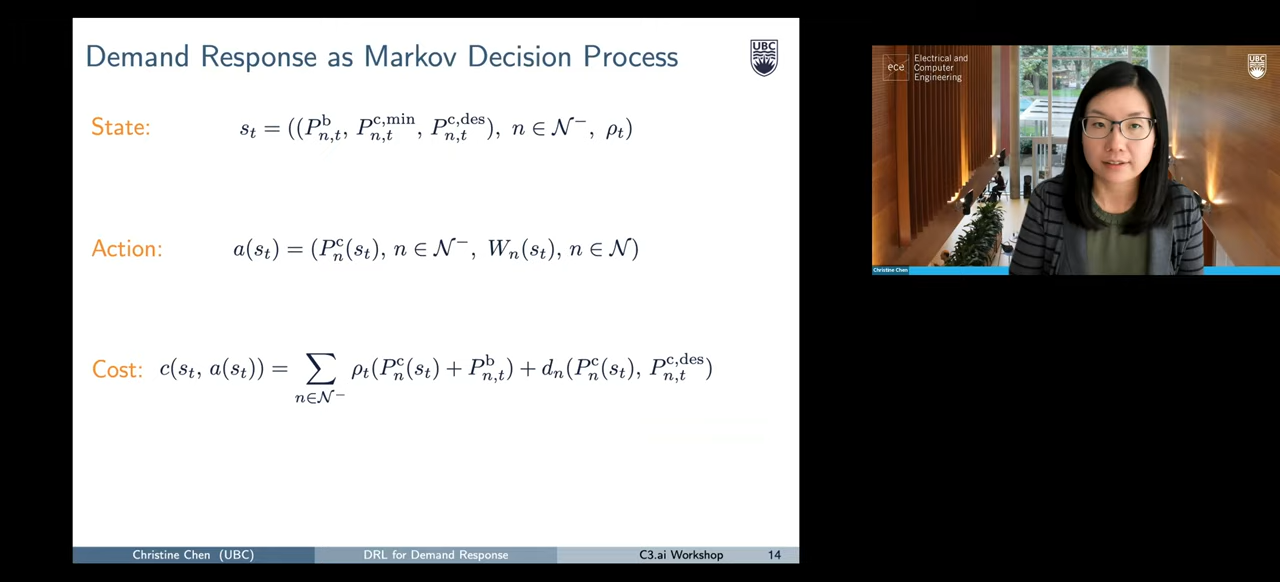 Demand Response as Markov Decision Process
UBC
State: s_t = ((P^b_{n,t}, P^{c,min}_{n,t}, P^{c,des}_{n,t}), n ∈ 𝒩^−, ρ_t)
Action: a(s_t) = (P^c_n(s_t), n ∈ 𝒩^−, W_n(s_t), n ∈ 𝒩)
Cost: c(s_t, a(s_t)) = ∑_{n∈𝒩^−} ρ_t(P^c_n(s_t) + P^b_{n,t}) + d_n(P^c_n(s_t), P^{c,des}_{n,t})
Christine Chen (UBC) DRL for Demand Response C3.ai Workshop 14
ece
Electrical and
Computer
Engineering
UBC
Christine Chen